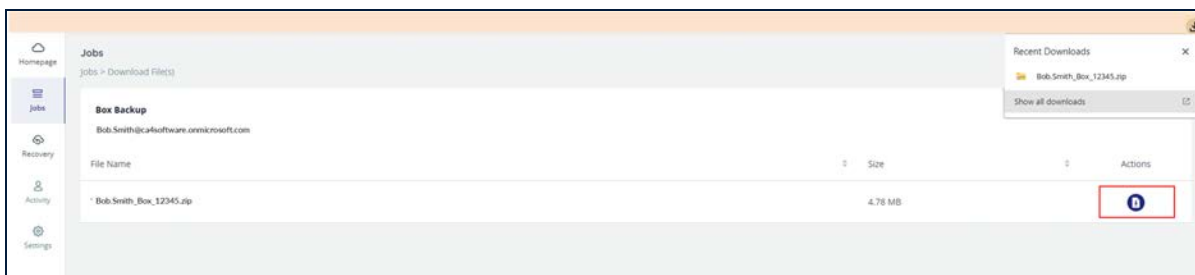 Homepage
Jobs
Recovery
Activity
Settings
Jobs
Jobs > Download File(s)
Box Backup
Bob.Smith@ca4software.onmicrosoft.com
File Name Size Actions
Bob.Smith_Box_12345.zip 4.78 MB
Recent Downloads
Bob.Smith_Box_12345.zip
Show all downloads